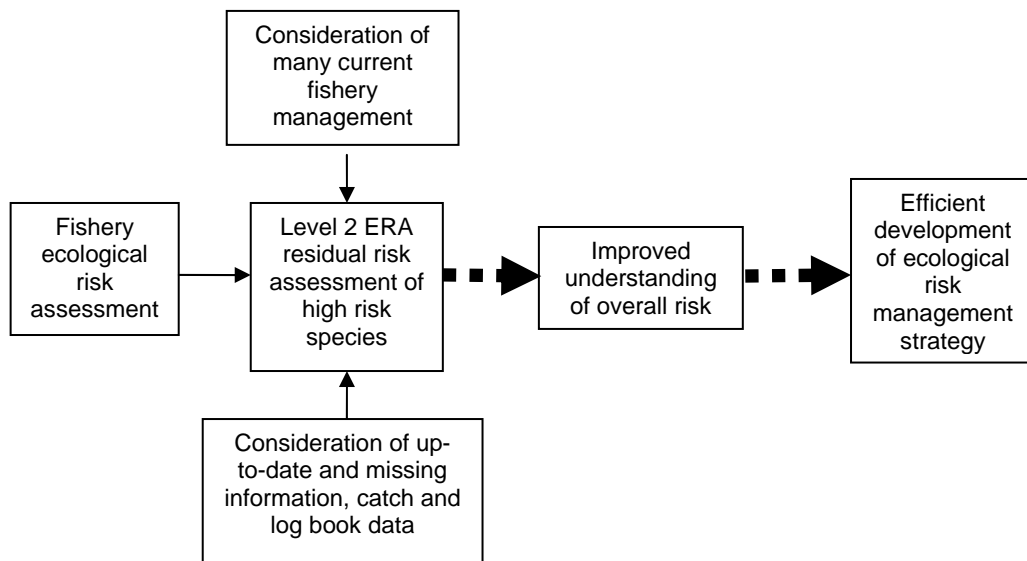 Consideration of
many current
fishery
management
Fishery
ecological
risk
assessment
Level 2 ERA
residual risk
assessment of
high risk
species
Improved
understanding
of overall risk
Efficient
development
of ecological
risk
management
strategy
Consideration of up-
to-date and missing
information, catch and
log book data